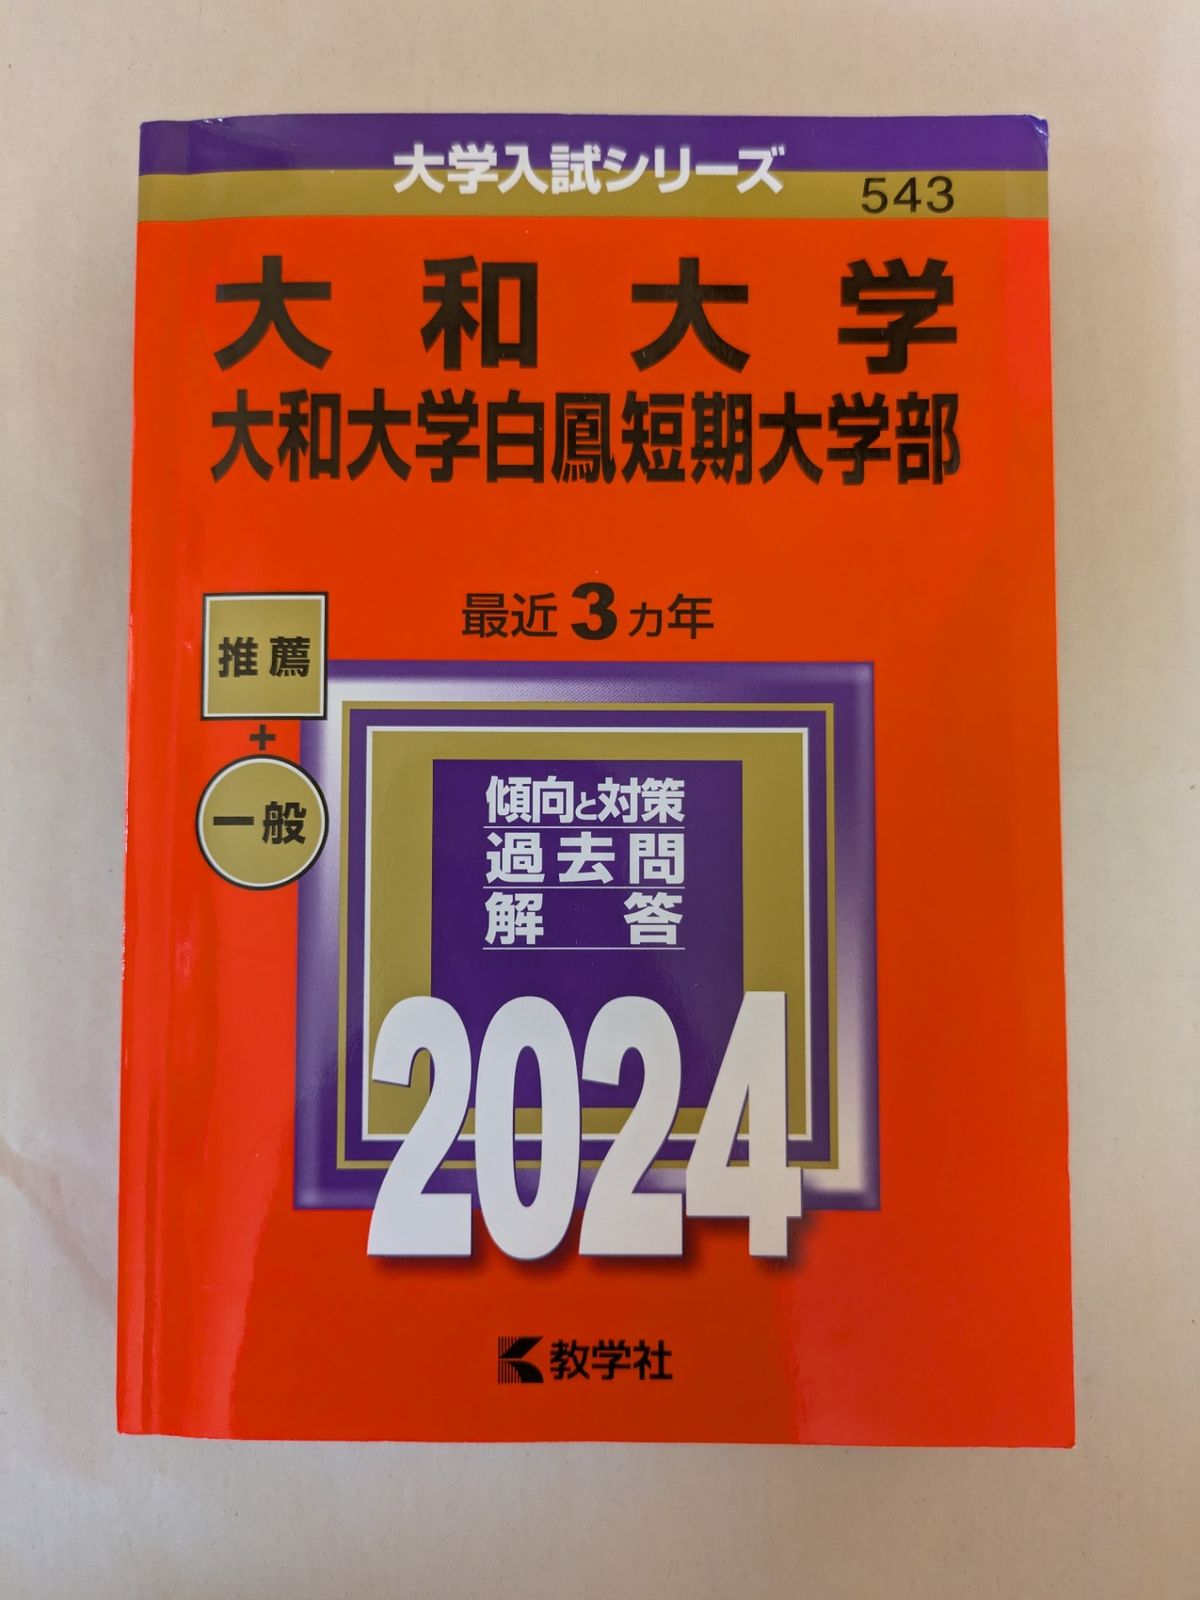 大学入試シリーズ
543
大和大学
大和大学白鳳短期大学部
最近3カ年
推薦
+
一般
傾向と対策
過去問
解答
2024
教学社